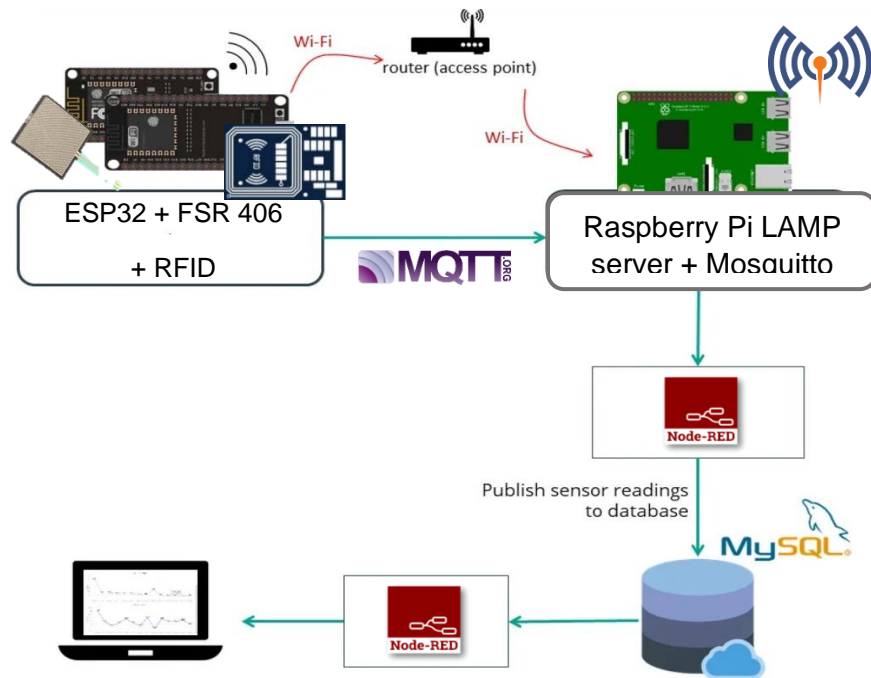 Wi-Fi
router (access point)
Wi-Fi
ESP32 + FSR 406
+ RFID
MQTT
.ORG
Raspberry Pi LAMP
server + Mosquitto
Node-RED
Publish sensor readings
to database
MySQL
Node-RED